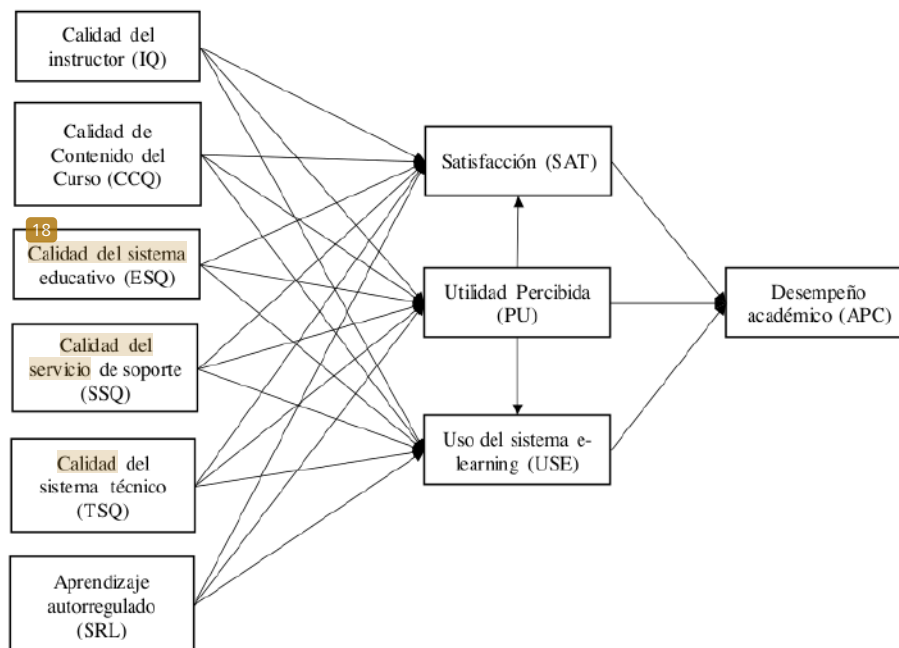 Calidad del
instructor (IQ)
Calidad de
Contenido del
Curso (CCQ)
18
Calidad del sistema
educativo (ESQ)
Calidad del
servicio de soporte
(SSQ)
Calidad del
sistema técnico
(TSQ)
Aprendizaje
autorregulado
(SRL)
Satisfacción (SAT)
Utilidad Percibida
(PU)
Uso del sistema e-
learning (USE)
Desempeño
académico (APC)